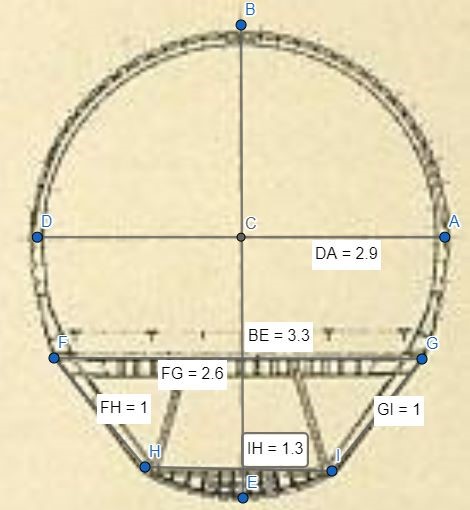 B
D
C
A
DA = 2.9
F
BE = 3.3
G
FG = 2.6
FH = 1
GI = 1
H
IH = 1.3
I
E